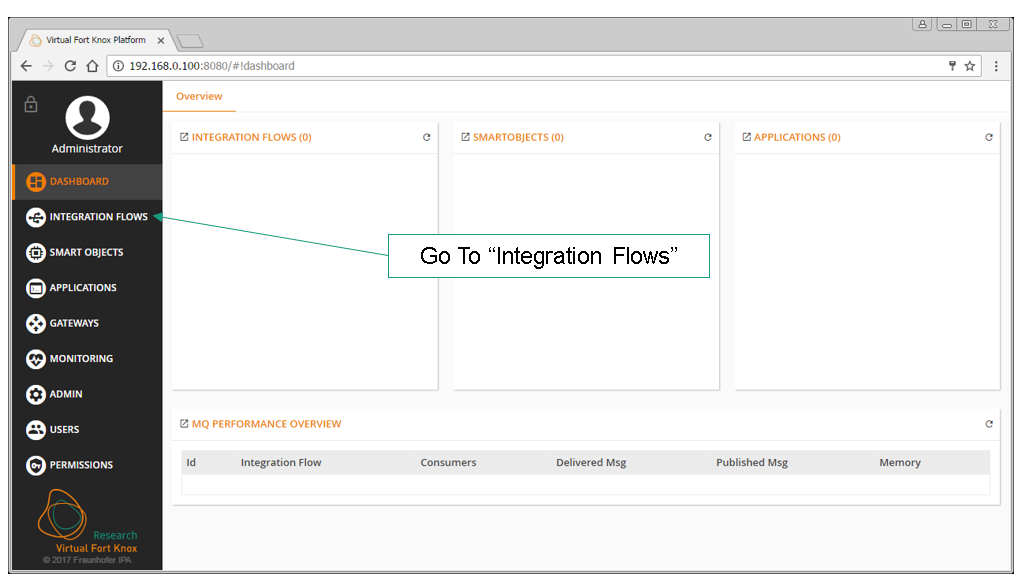 Virtual Fort Knox Platform
192.168.0.100:8080/#!dashboard
Administrator
DASHBOARD
INTEGRATION FLOWS
SMART OBJECTS
APPLICATIONS
GATEWAYS
MONITORING
ADMIN
USERS
PERMISSIONS
Research
Virtual Fort Knox
© 2017 Fraunhofer IPA
Overview
INTEGRATION FLOWS (0)
SMARTOBJECTS (0)
APPLICATIONS (0)
Go To “Integration Flows”
MQ PERFORMANCE OVERVIEW
Id Integration Flow Consumers Delivered Msg Published Msg Memory